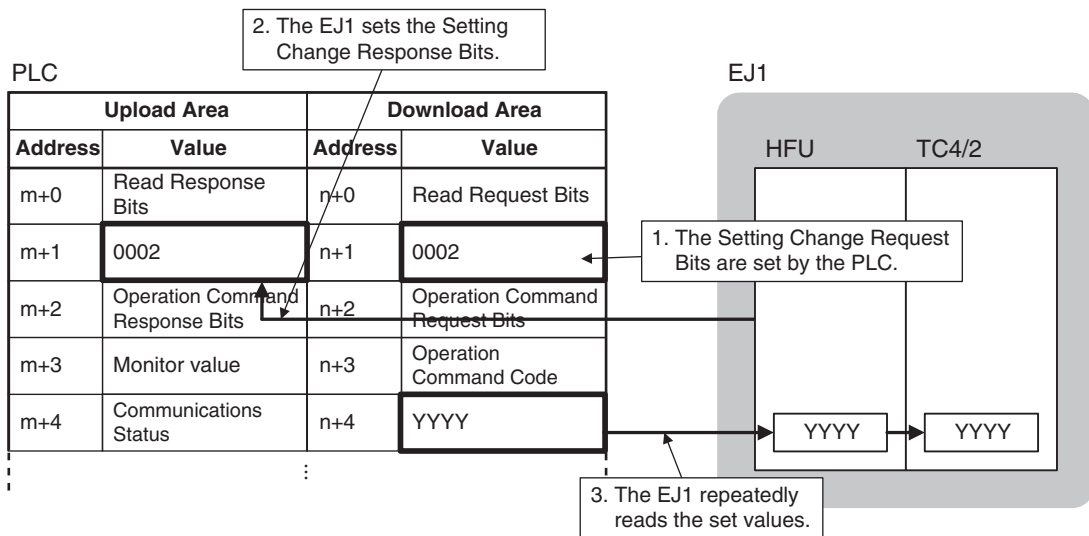 2. The EJ1 sets the Setting
Change Response Bits.
PLC
EJ1
Upload Area Download Area
Address Value Address Value
HFU TC4/2
m+0 Read Response
Bits n+0 Read Request Bits
m+1 0002 n+1 0002
1. The Setting Change Request
Bits are set by the PLC.
m+2 Operation Command
Response Bits n+2 Operation Command
Request Bits
m+3 Monitor value n+3 Operation
Command Code
m+4 Communications
Status n+4 YYYY
YYYY YYYY
3. The EJ1 repeatedly
reads the set values.